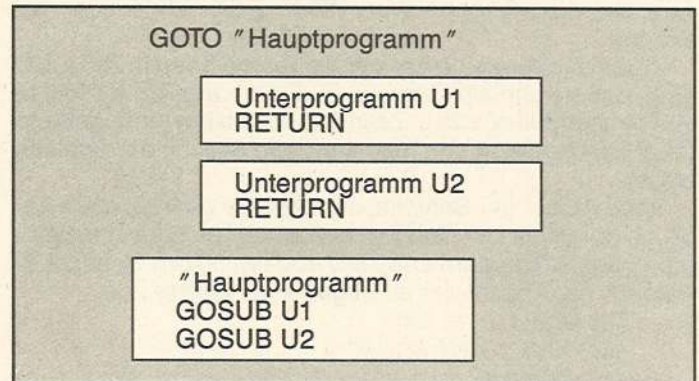 GOTO "Hauptprogramm"
Unterprogramm U1
RETURN
Unterprogramm U2
RETURN
"Hauptprogramm"
GOSUB U1
GOSUB U2